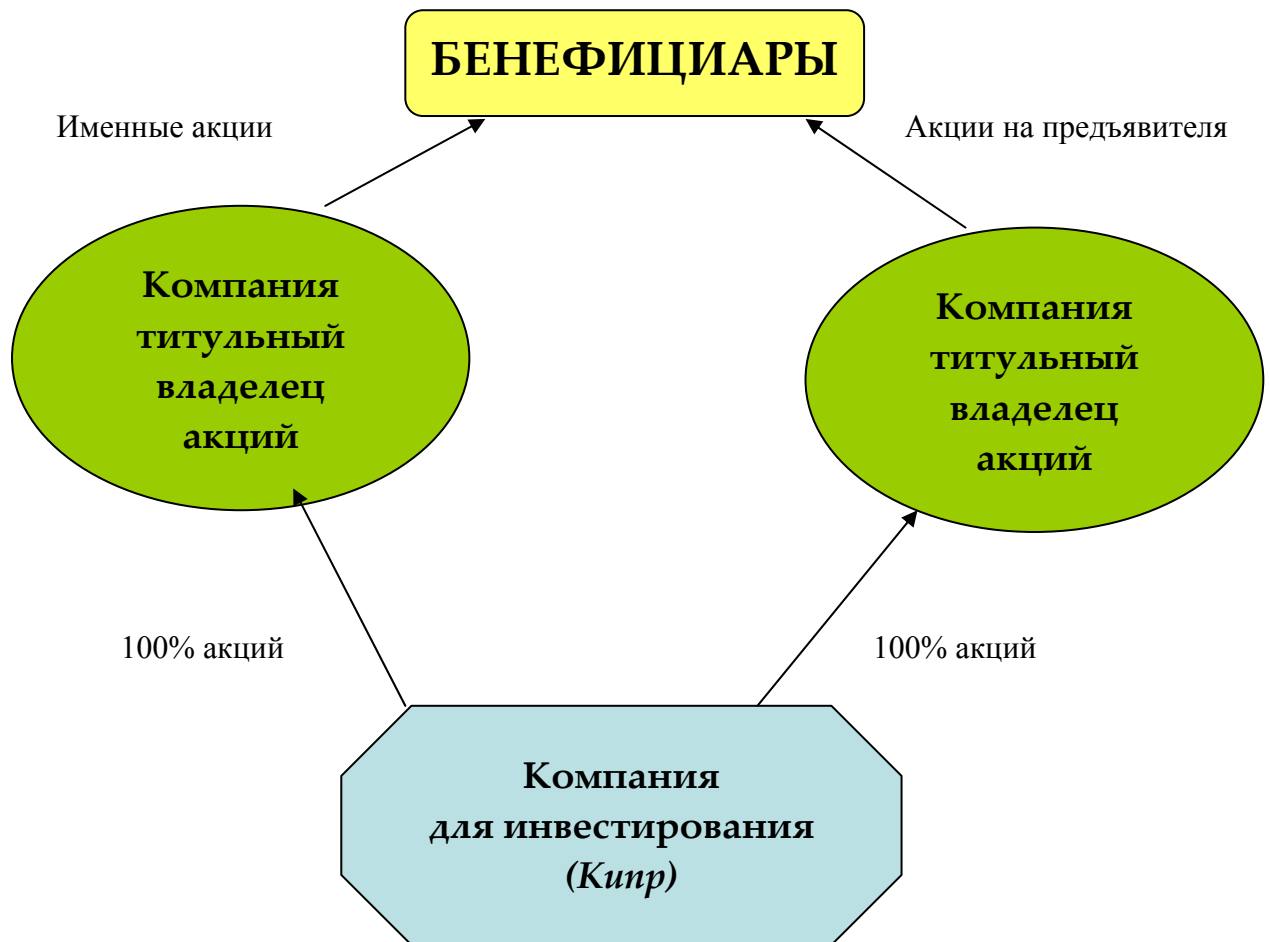 БЕНЕФИЦИАРЫ
Именные акции
Акции на предъявителя
Компания
титульный
владелец
акций
Компания
титульный
владелец
акций
100% акций
100% акций
Компания
для инвестирования
(Кипр)